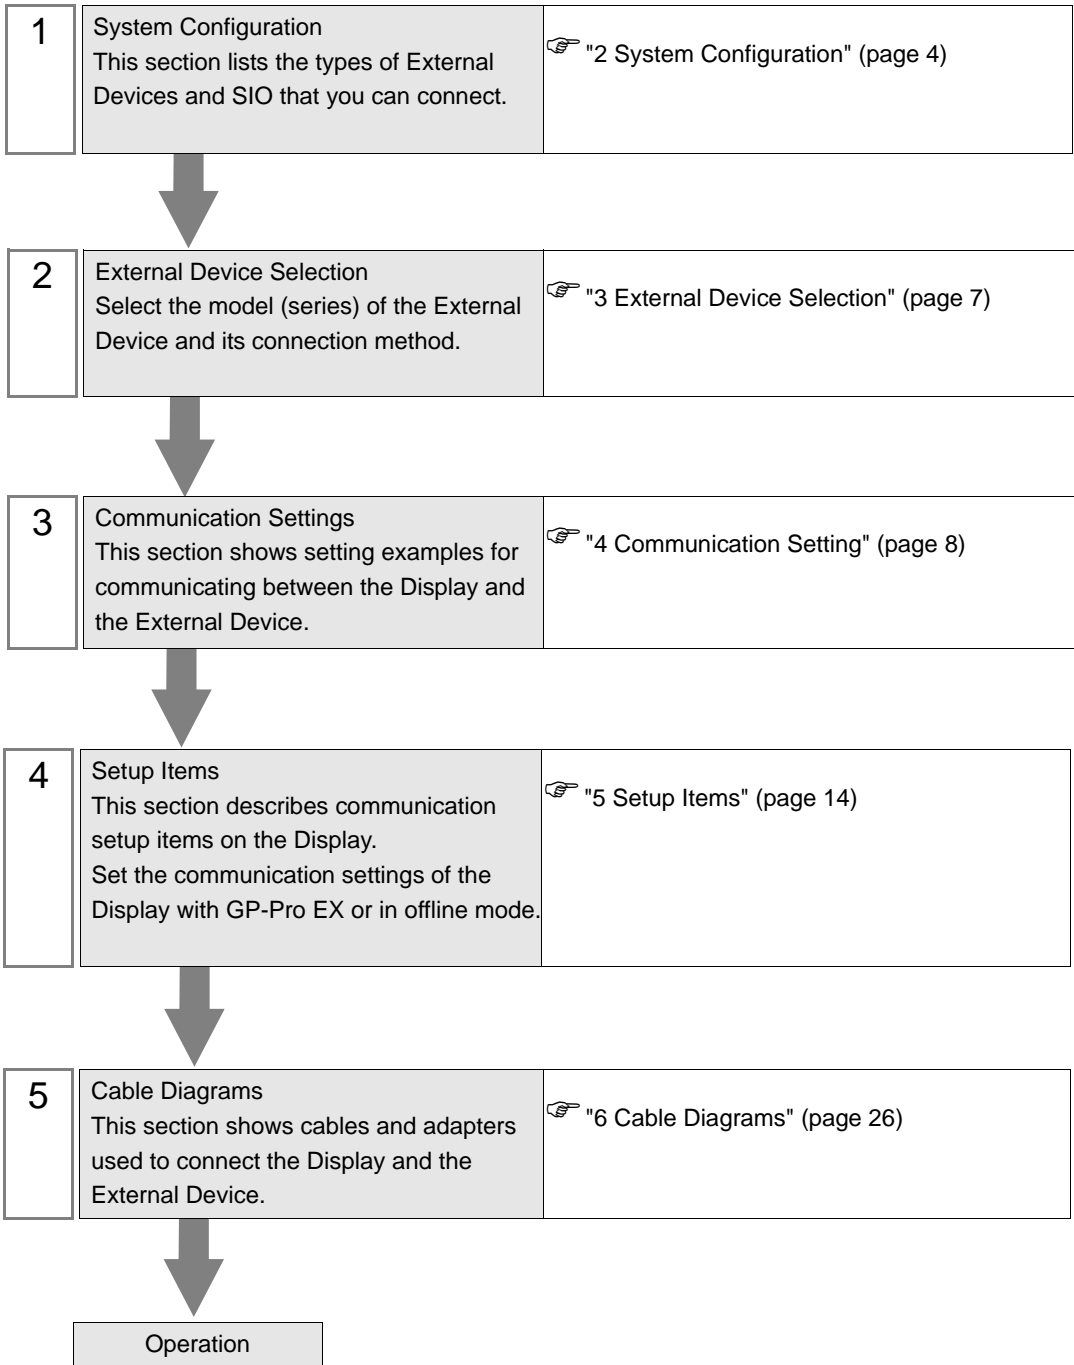 1
System Configuration
This section lists the types of External
Devices and SIO that you can connect.
"2 System Configuration" (page 4)
2
External Device Selection
Select the model (series) of the External
Device and its connection method.
"3 External Device Selection" (page 7)
3
Communication Settings
This section shows setting examples for
communicating between the Display and
the External Device.
"4 Communication Setting" (page 8)
4
Setup Items
This section describes communication
setup items on the Display.
Set the communication settings of the
Display with GP-Pro EX or in offline mode.
"5 Setup Items" (page 14)
5
Cable Diagrams
This section shows cables and adapters
used to connect the Display and the
External Device.
"6 Cable Diagrams" (page 26)
Operation